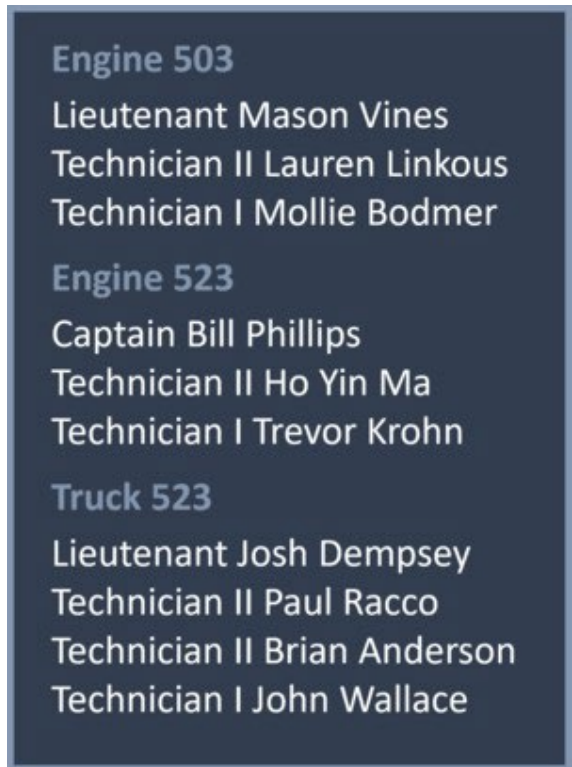 Engine 503
Lieutenant Mason Vines
Technician II Lauren Linkous
Technician I Mollie Bodmer
Engine 523
Captain Bill Phillips
Technician II Ho Yin Ma
Technician I Trevor Krohn
Truck 523
Lieutenant Josh Dempsey
Technician II Paul Racco
Technician II Brian Anderson
Technician I John Wallace